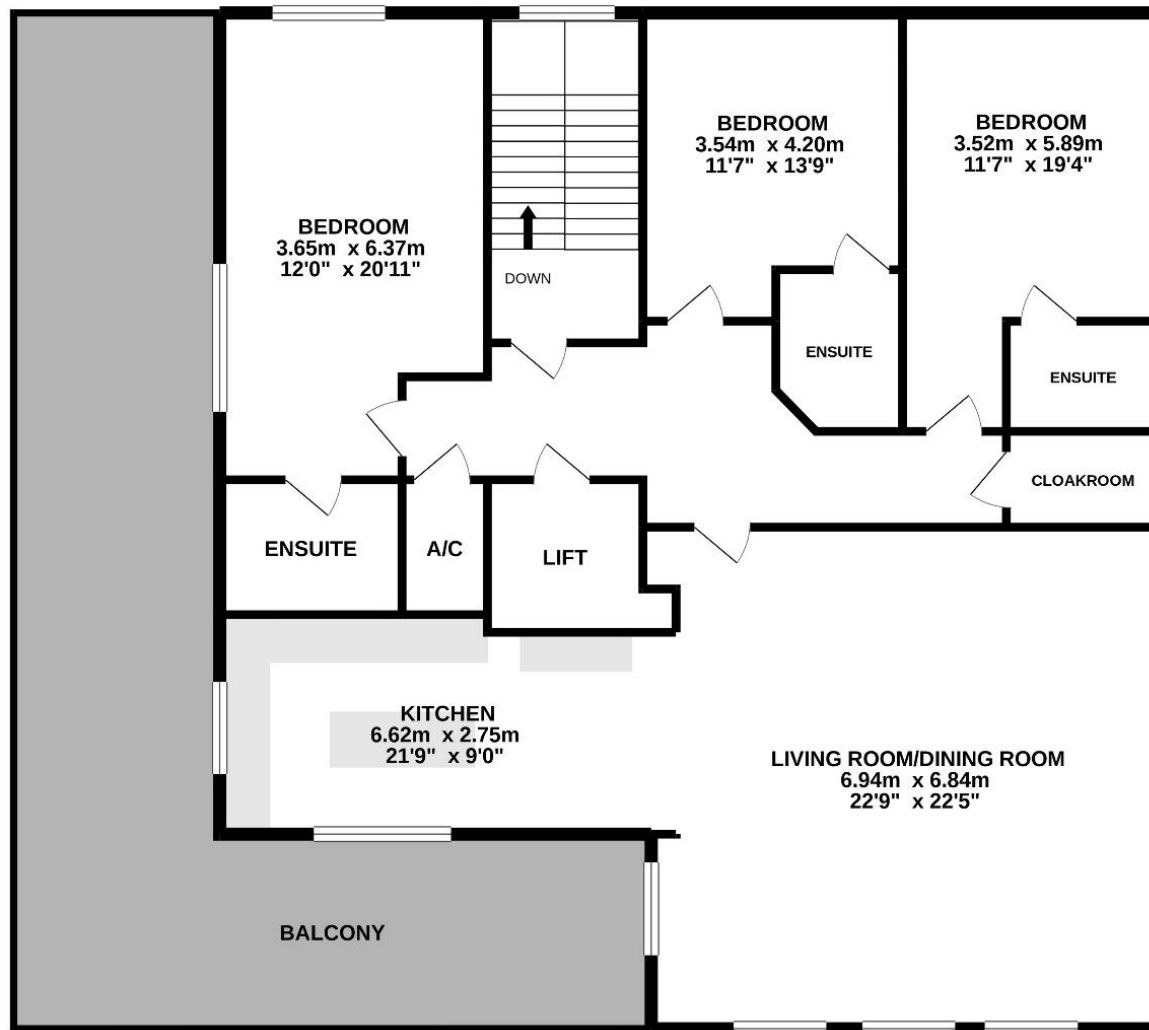 BEDROOM
3.54m x 4.20m
11'7" x 13'9"
BEDROOM
3.52m x 5.89m
11'7" x 19'4"
BEDROOM
3.65m x 6.37m
12'0" x 20'11"
DOWN
ENSUITE
ENSUITE
CLOAKROOM
ENSUITE
A/C
LIFT
KITCHEN
6.62m x 2.75m
21'9" x 9'0"
LIVING ROOM/DINING ROOM
6.94m x 6.84m
22'9" x 22'5"
BALCONY